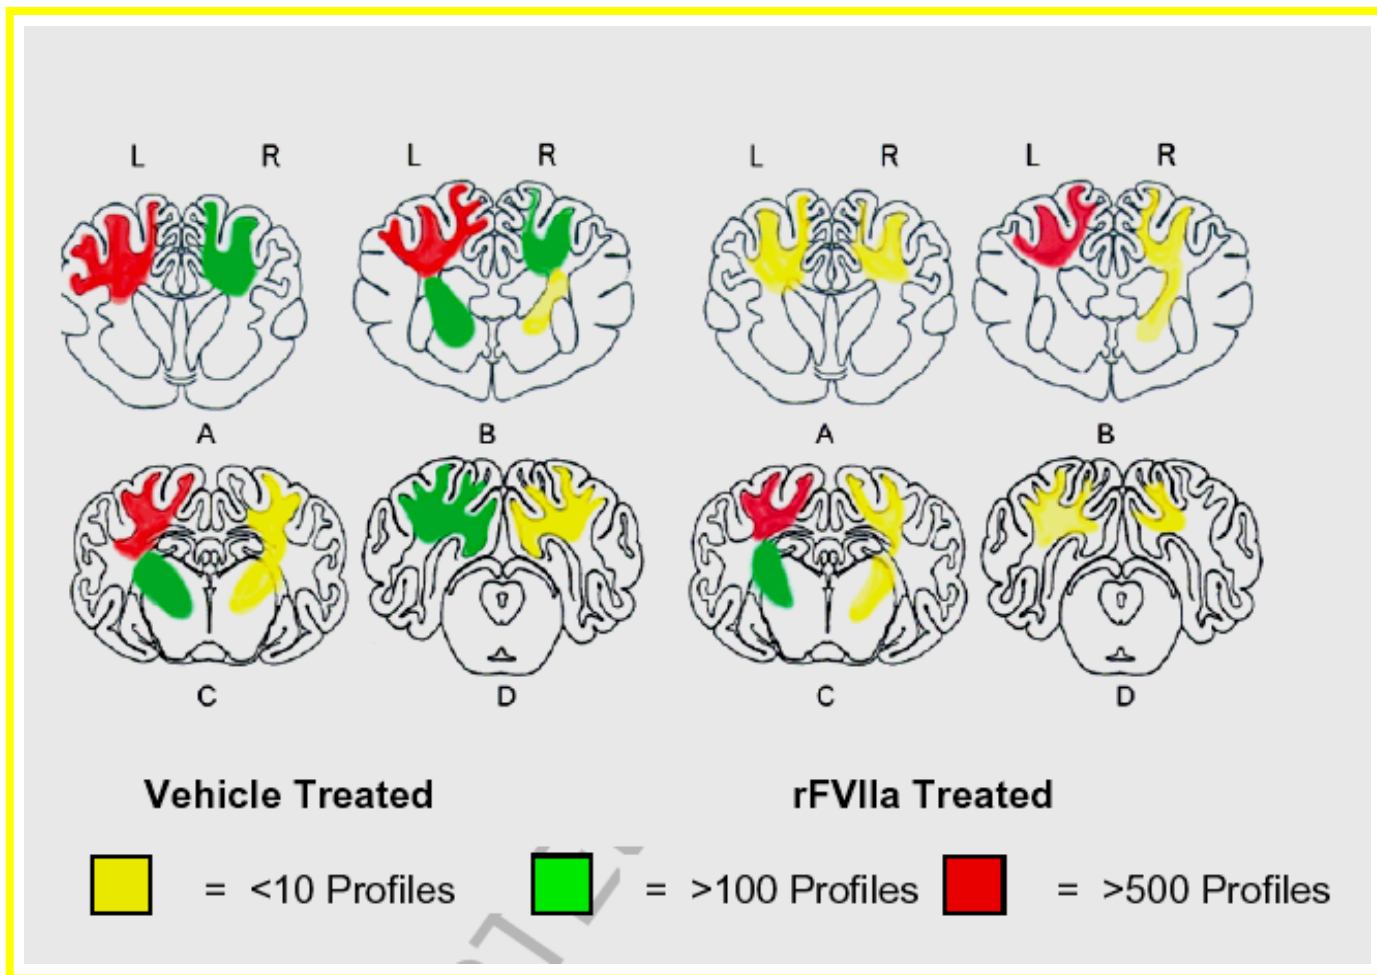 L R L R L R L R
A B A B
C D C D
Vehicle Treated rFVIIa Treated
= <10 Profiles = >100 Profiles = >500 Profiles